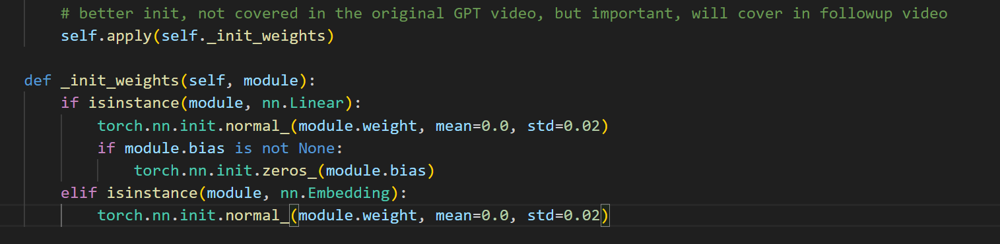 # better init, not covered in the original GPT video, but important, will cover in followup video
self.apply(self._init_weights)
def _init_weights(self, module):
if isinstance(module, nn.Linear):
torch.nn.init.normal_(module.weight, mean=0.0, std=0.02)
if module.bias is not None:
torch.nn.init.zeros_(module.bias)
elif isinstance(module, nn.Embedding):
torch.nn.init.normal_(module.weight, mean=0.0, std=0.02)